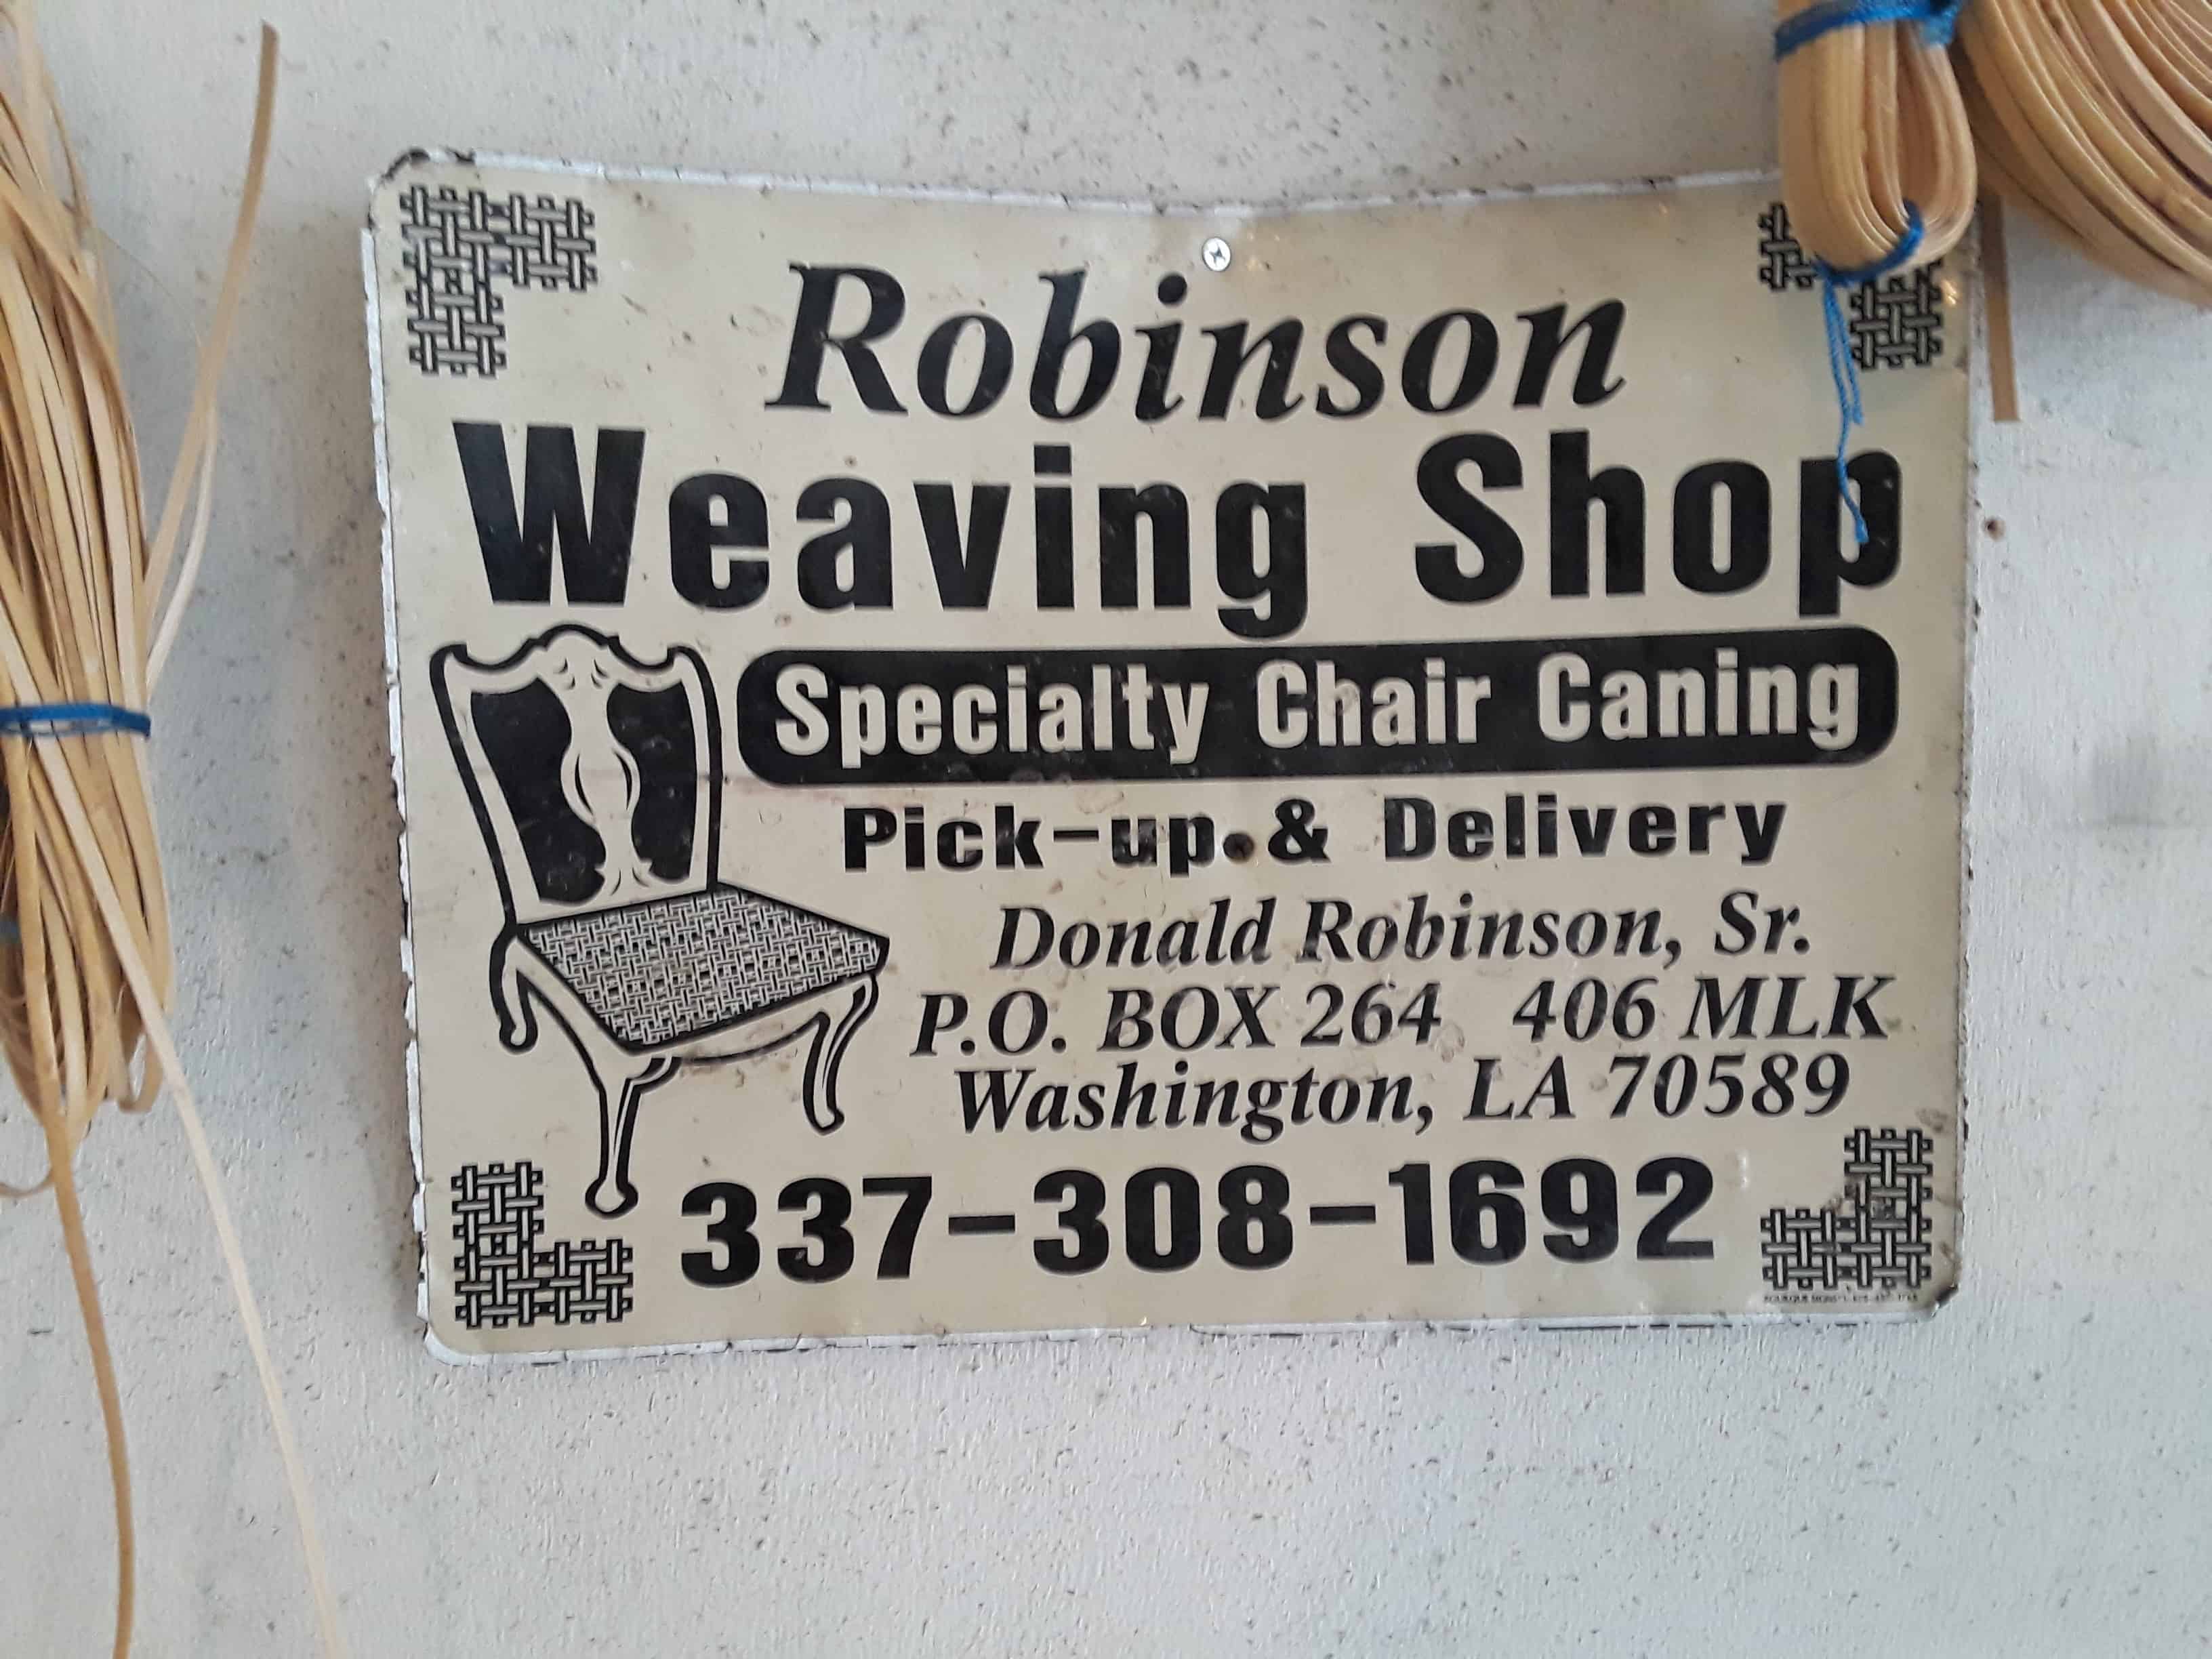 Robinson
Weaving Shop
Specialty Chair Caning
Pick-up & Delivery
Donald Robinson, Sr.
P.O. BOX 264 406 MLK
Washington, LA 70589
337-308-1692